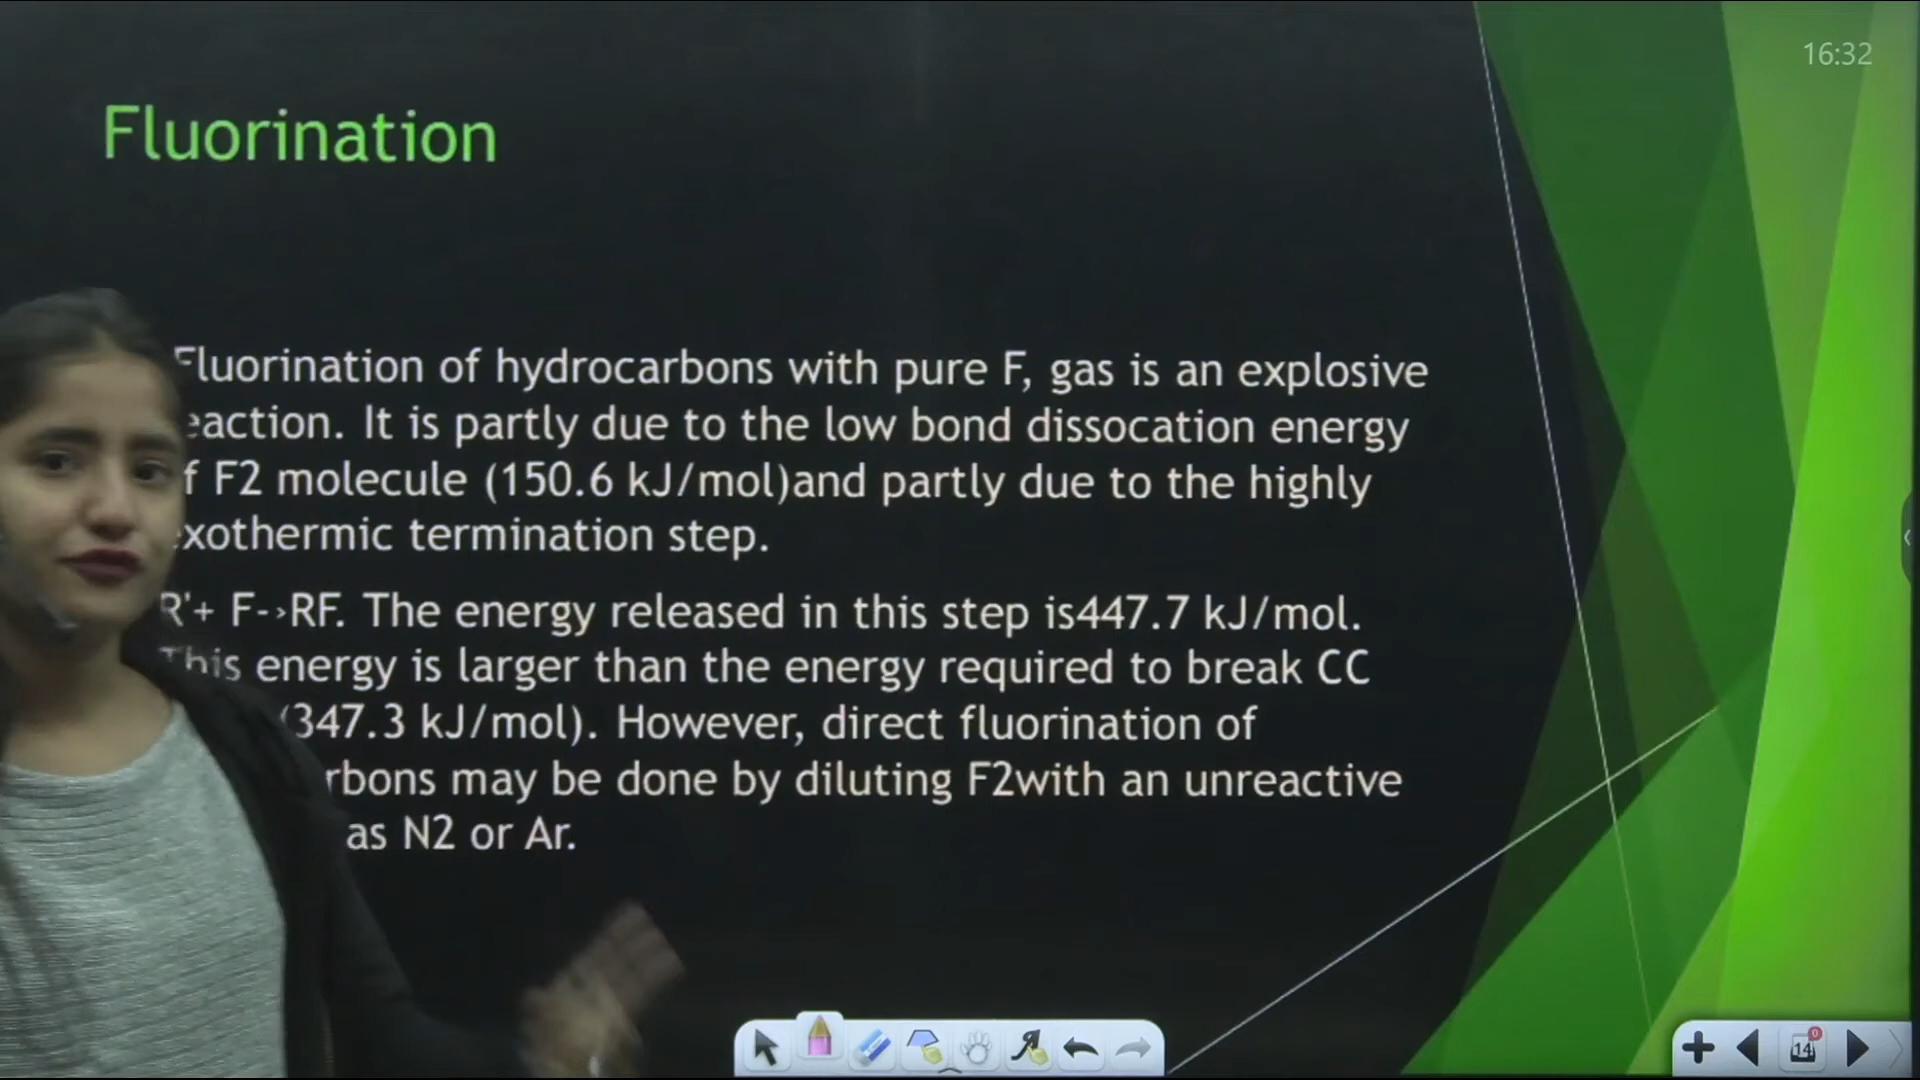 16:32
Fluorination
Fluorination of hydrocarbons with pure F, gas is an explosive
eaction. It is partly due to the low bond dissocation energy
f F2 molecule (150.6 kJ/mol)and partly due to the highly
xothermic termination step.
R'+ F-›RF. The energy released in this step is447.7 kJ/mol.
This energy is larger than the energy required to break CC
(347.3 kJ/mol). However, direct fluorination of
rbons may be done by diluting F2with an unreactive
as N2 or Ar.
14
0